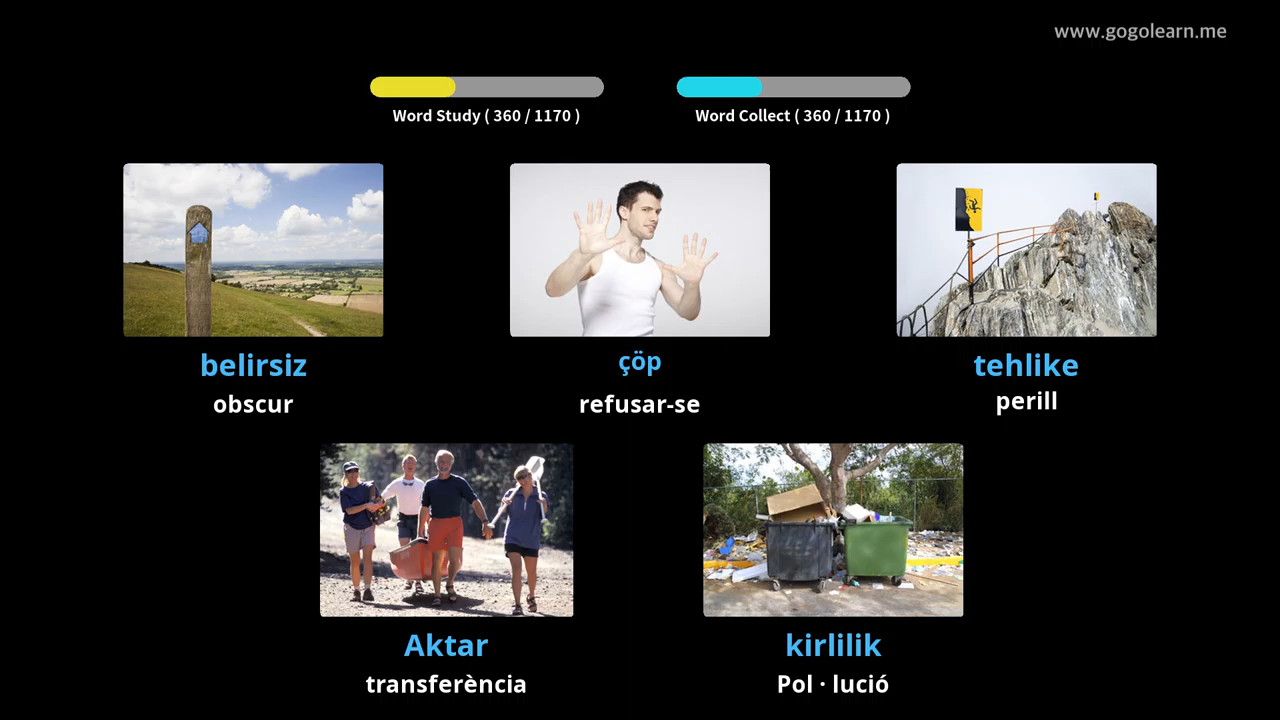 www.gogolearn.me
Word Study ( 360 / 1170 )
Word Collect ( 360 / 1170 )
belirsiz
obscur
çöp
refusar-se
tehlike
perill
Aktar
transferència
kirlilik
Pol · lució